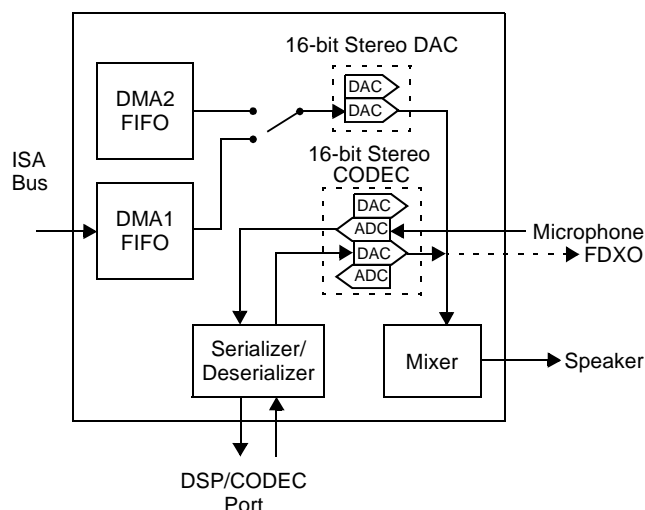 16-bit Stereo DAC
DMA2
FIFO
DAC
DAC
ISA
Bus
DMA1
FIFO
16-bit Stereo
CODEC
DAC
ADC
DAC
ADC
Microphone
FDXO
Serializer/
Deserializer
Mixer
Speaker
DSP/CODEC
Port